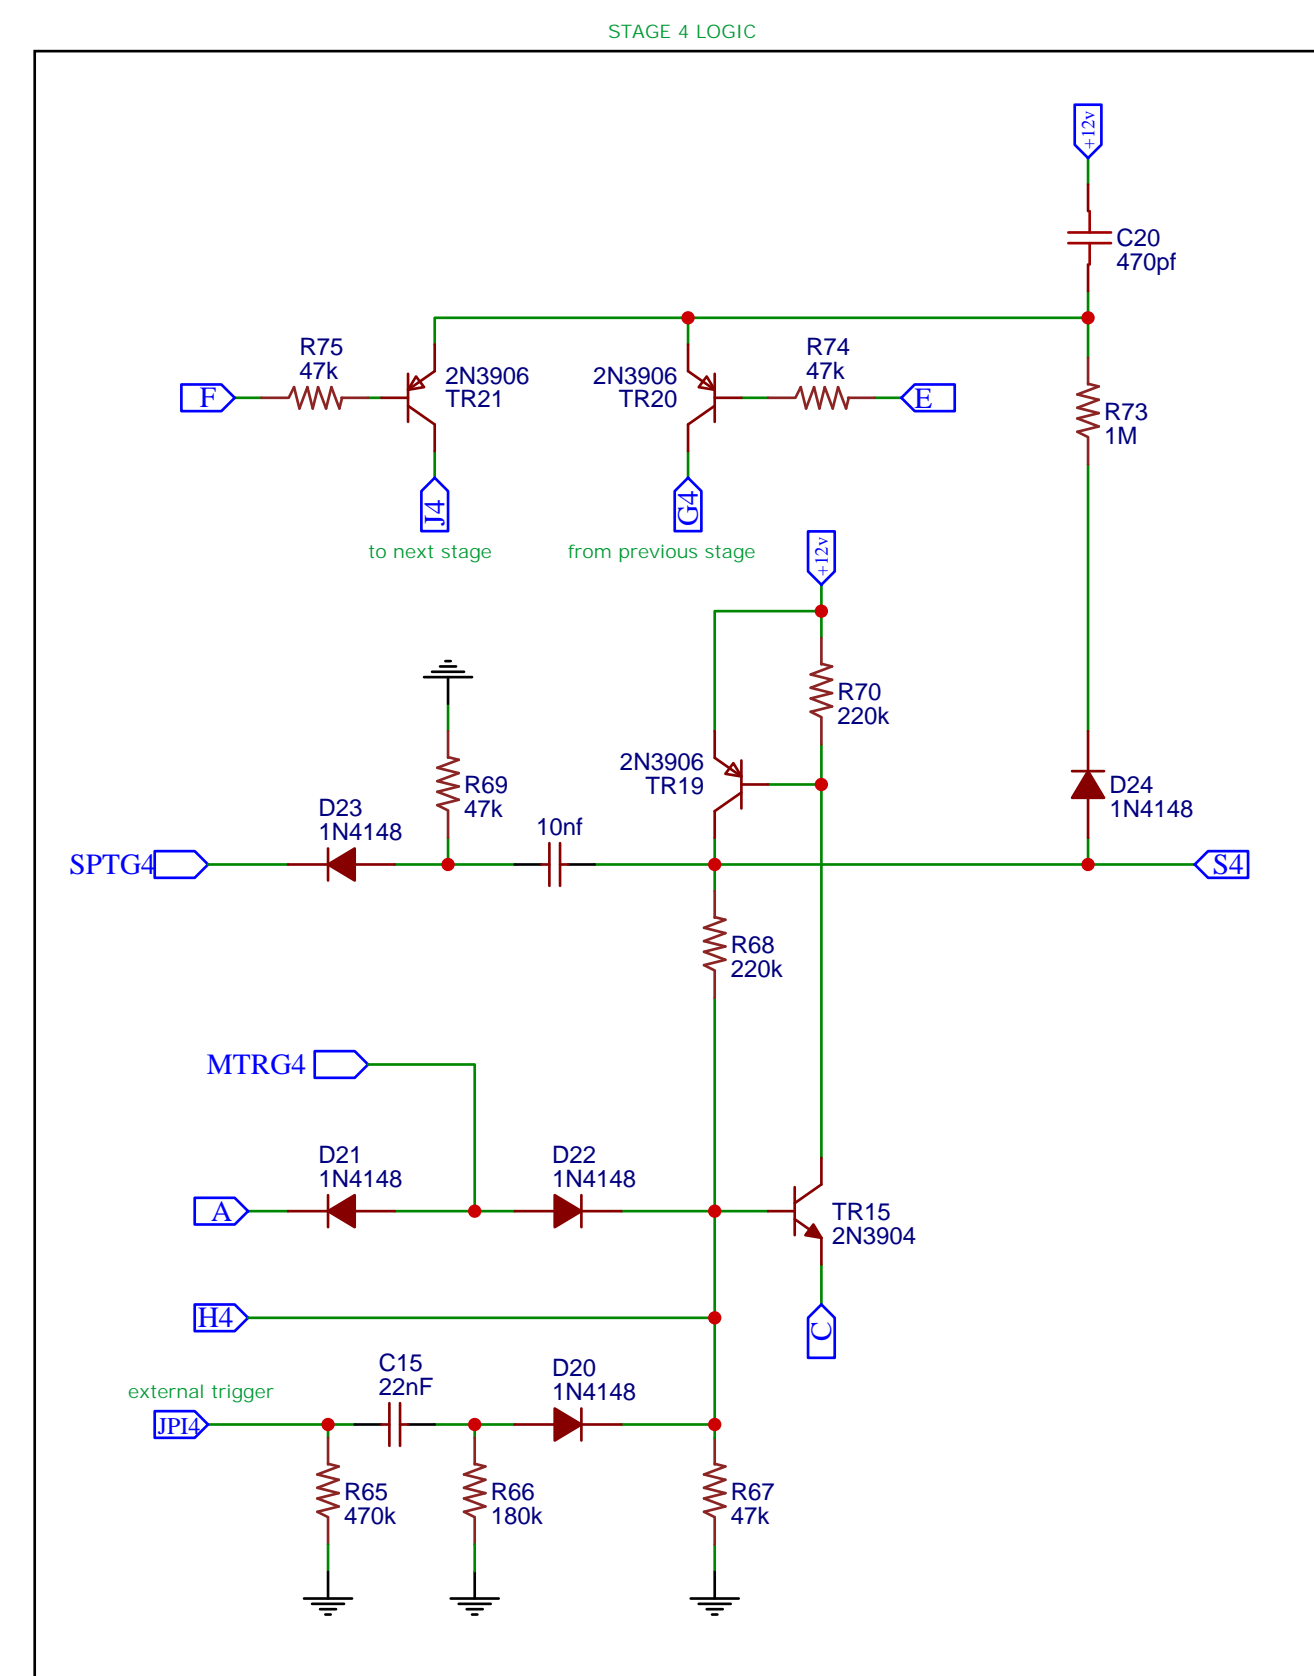 STAGE 4 LOGIC
+12v
C20
470pf
R75
47k
2N3906
TR21
2N3906
TR20
R74
47k
F
E
R73
1M
J4
G4
to next stage
from previous stage
+12v
R70
220k
2N3906
TR19
R69
47k
D24
1N4148
D23
1N4148
10nf
SPTG4
S4
R68
220k
MTRG4
D21
1N4148
D22
1N4148
A
TR15
2N3904
H4
C
C15
22nF
D20
1N4148
external trigger
JPI4
R65
470k
R66
180k
R67
47k